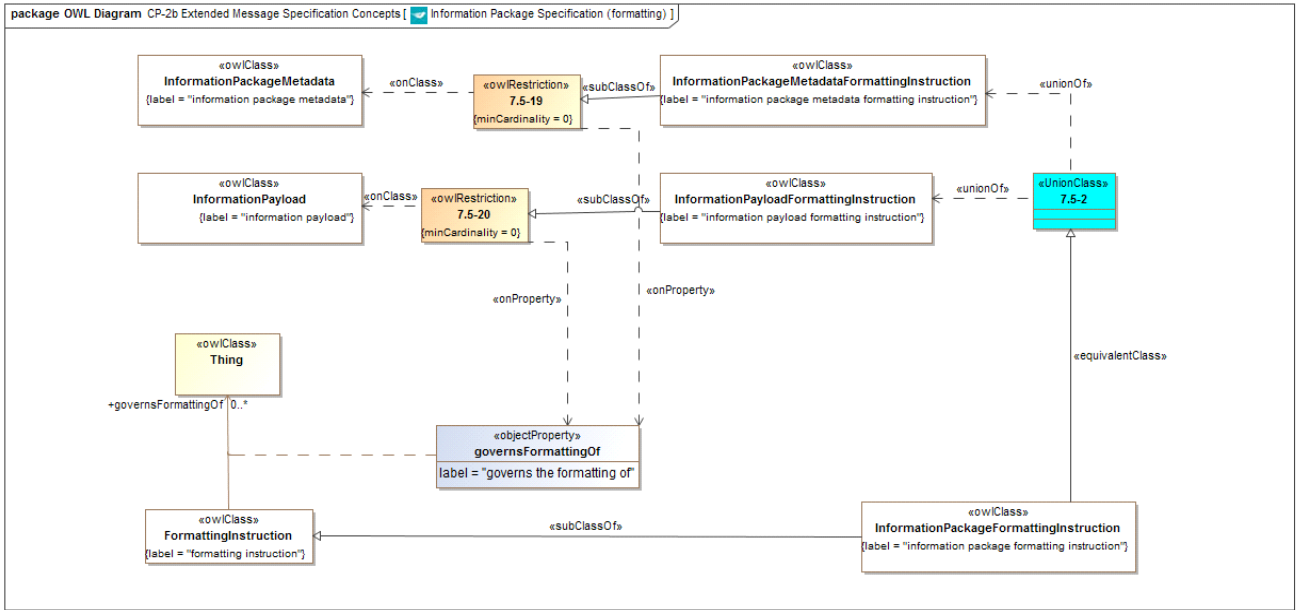 package OWL Diagram CP-2b Extended Message Specification Concepts [ Information Package Specification (formatting) ]
«owlClass»
InformationPackageMetadata
{label = "information package metadata"}
«onClass»
«owlRestriction»
7.5-19
{minCardinality = 0}
«subClassOf»
«owlClass»
InformationPackageMetadataFormattingInstruction
{label = "information package metadata formatting instruction"}
«unionOf»
«owlClass»
InformationPayload
{label = "information payload"}
«onClass»
«owlRestriction»
7.5-20
{minCardinality = 0}
«subClassOf»
«owlClass»
InformationPayloadFormattingInstruction
{label = "information payload formatting instruction"}
«unionOf»
«UnionClass»
7.5-2
«onProperty»
«onProperty»
«equivalentClass»
«owlClass»
Thing
+governsFormattingOf 0..*
«objectProperty»
governsFormattingOf
label = "governs the formatting of"
«owlClass»
FormattingInstruction
{label = "formatting instruction"}
«subClassOf»
«owlClass»
InformationPackageFormattingInstruction
{label = "information package formatting instruction"}